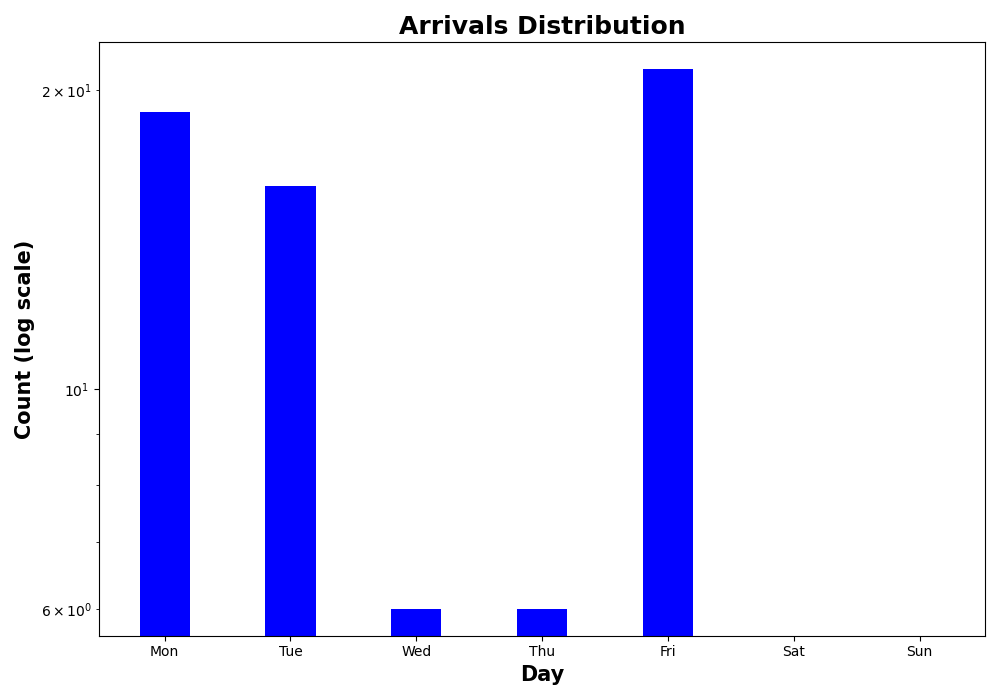 Arrivals Distribution
Count (log scale)
2 × 10¹
10¹
6 × 10⁰
Mon Tue Wed Thu Fri Sat Sun
Day